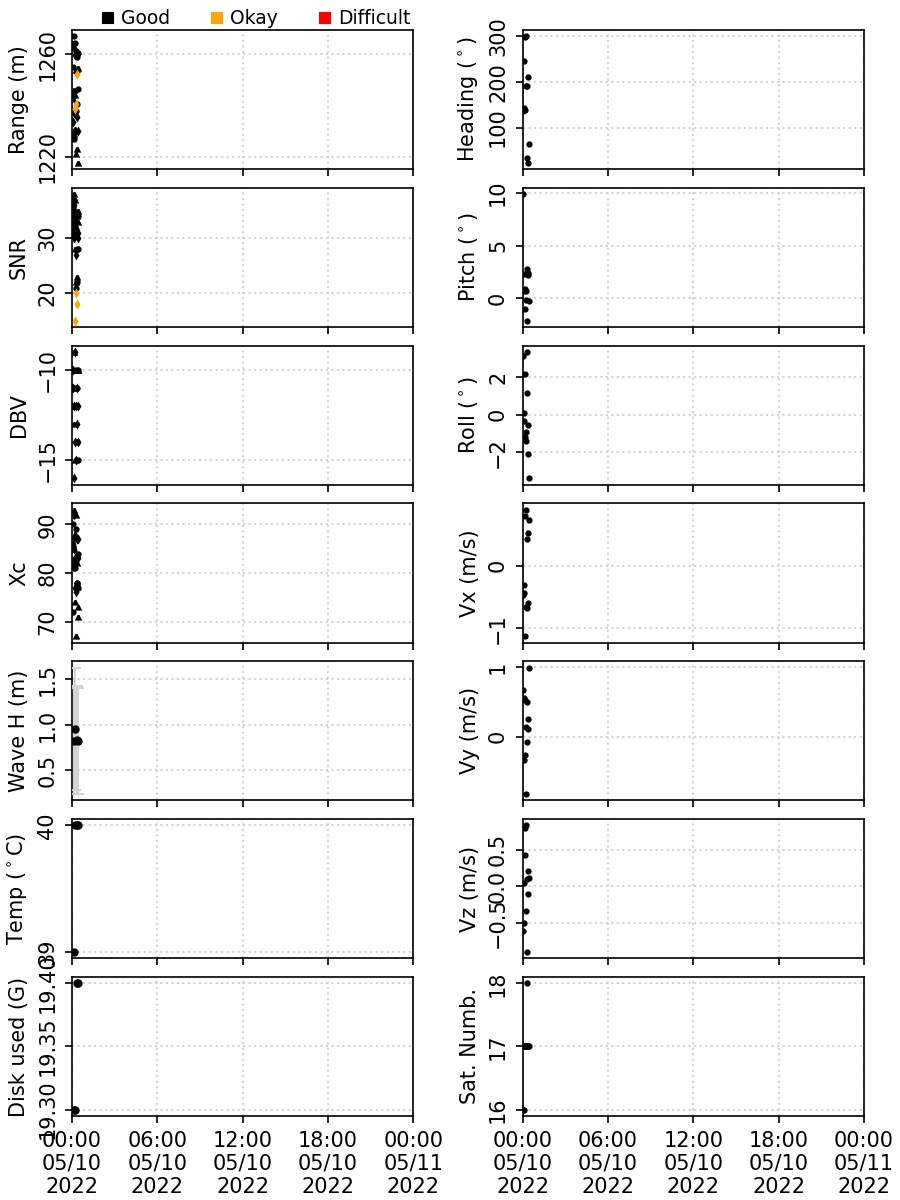 Good Okay Difficult
Range (m)
1260
1220
Heading (°)
300
200
100
SNR
30
20
Pitch (°)
10
5
0
DBV
−10
−15
Roll (°)
2
0
−2
Xc
90
80
70
Vx (m/s)
0
−1
Wave H (m)
1.5
1.0
0.5
Vy (m/s)
1
0
Temp (°C)
40
39
Vz (m/s)
0.5
0.0
−0.5
Disk used (G)
19.40
19.35
19.30
Sat. Numb.
18
17
16
00:00 06:00 12:00 18:00 00:00
05/10 05/10 05/10 05/10 05/11
2022 2022 2022 2022 2022
00:00 06:00 12:00 18:00 00:00
05/10 05/10 05/10 05/10 05/11
2022 2022 2022 2022 2022